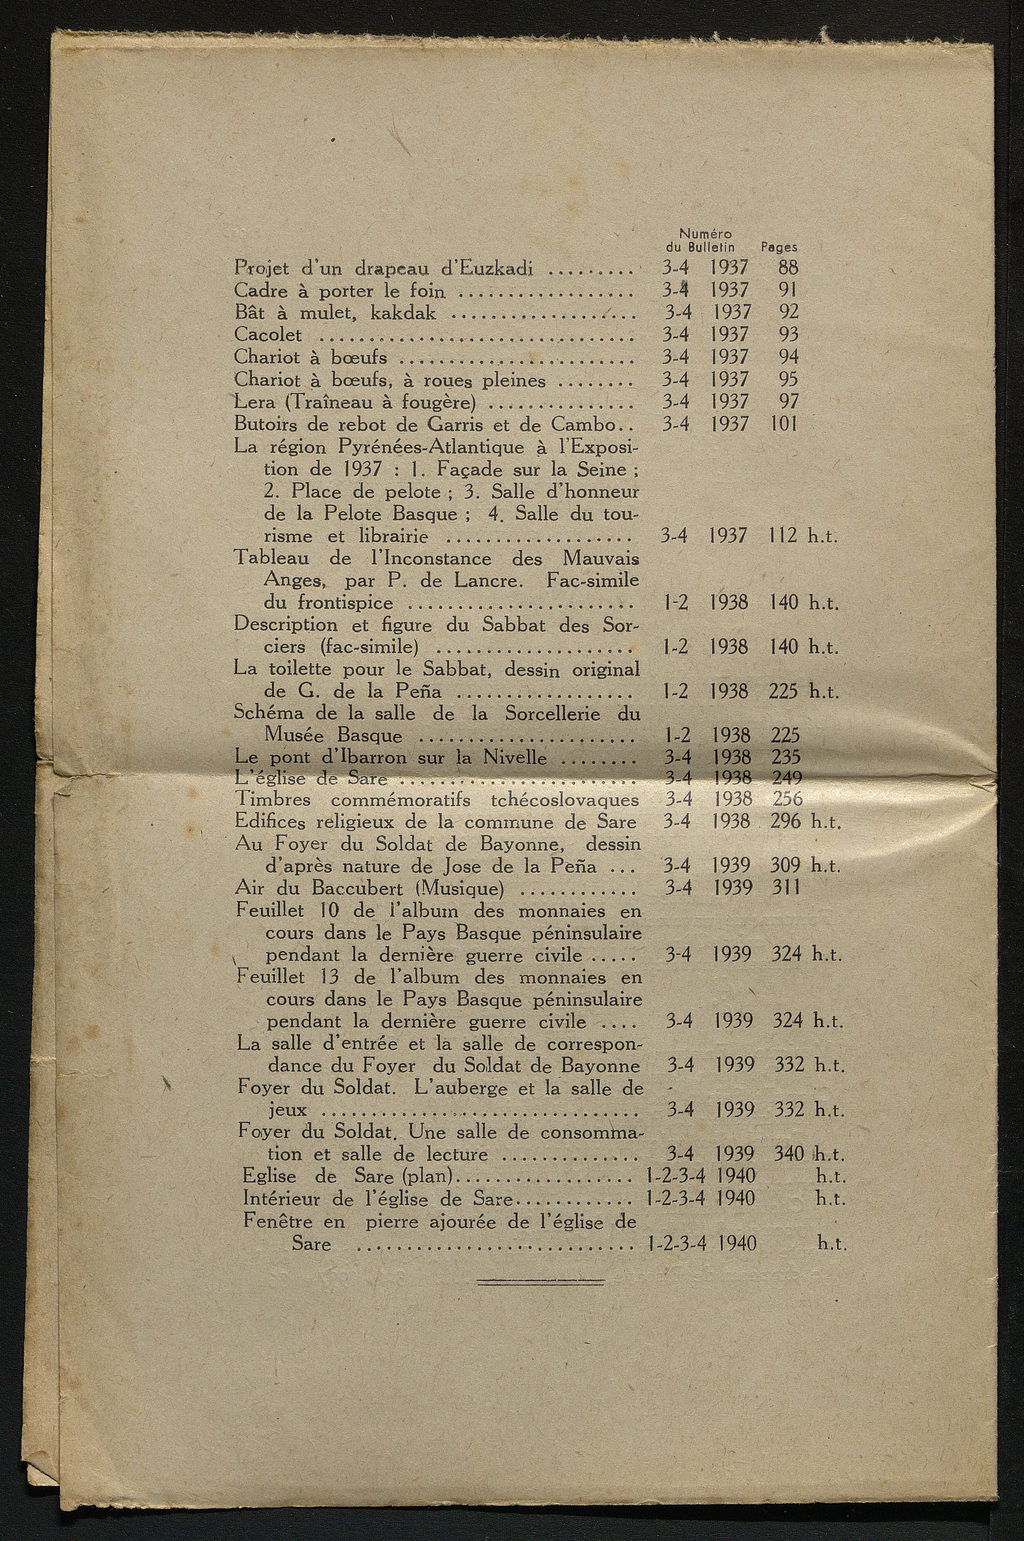 Numéro
du Bulletin Pages
Projet d'un drapeau d'Euzkadi ......... 3-4 1937 88
Cadre à porter le foin .................. 3-4 1937 91
Bât à mulet, kakdak ................... 3-4 1937 92
Cacolet ................................ 3-4 1937 93
Chariot à bœufs ........................ 3-4 1937 94
Chariot à bœufs, à roues pleines ........ 3-4 1937 95
Lera (Traîneau à fougère) ............... 3-4 1937 97
Butoirs de rebot de Garris et de Cambo.. 3-4 1937 101
La région Pyrénées-Atlantique à l'Exposi-
tion de 1937 : 1. Façade sur la Seine ;
2. Place de pelote ; 3. Salle d'honneur
de la Pelote Basque ; 4. Salle du tou-
risme et librairie ................... 3-4 1937 112 h.t.
Tableau de l'Inconstance des Mauvais
Anges, par P. de Lancre. Fac-simile
du frontispice ....................... 1-2 1938 140 h.t.
Description et figure du Sabbat des Sor-
ciers (fac-simile) .................... 1-2 1938 140 h.t.
La toilette pour le Sabbat, dessin original
de G. de la Peña .................. 1-2 1938 225 h.t.
Schéma de la salle de la Sorcellerie du
Musée Basque ...................... 1-2 1938 225
Le pont d'Ibarron sur la Nivelle ........ 3-4 1938 235
L'église de Sare ........................ 3-4 1938 249
Timbres commémoratifs tchécoslovaques 3-4 1938 256
Edifices religieux de la commune de Sare 3-4 1938 296 h.t.
Au Foyer du Soldat de Bayonne, dessin
d'après nature de Jose de la Peña ... 3-4 1939 309 h.t.
Air du Baccubert (Musique) ............ 3-4 1939 311
Feuillet 10 de l'album des monnaies en
cours dans le Pays Basque péninsulaire
pendant la dernière guerre civile ..... 3-4 1939 324 h.t.
Feuillet 13 de l'album des monnaies en
cours dans le Pays Basque péninsulaire
pendant la dernière guerre civile .... 3-4 1939 324 h.t.
La salle d'entrée et la salle de correspon-
dance du Foyer du Soldat de Bayonne 3-4 1939 332 h.t.
Foyer du Soldat. L'auberge et la salle de
jeux ................................ 3-4 1939 332 h.t.
Foyer du Soldat. Une salle de consomma-
tion et salle de lecture .............. 3-4 1939 340 h.t.
Eglise de Sare (plan).................. 1-2-3-4 1940 h.t.
Intérieur de l'église de Sare............ 1-2-3-4 1940 h.t.
Fenêtre en pierre ajourée de l'église de
Sare ............................ 1-2-3-4 1940 h.t.